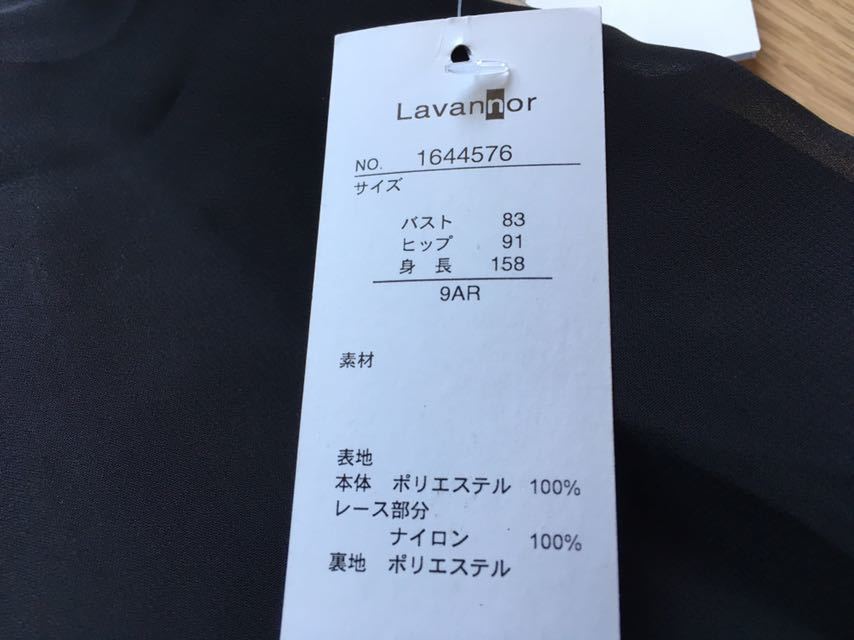 Lavannor
NO. 1644576
サイズ
バスト 83
ヒップ 91
身長 158
9AR
素材
表地
本体 ポリエステル 100%
レース部分
ナイロン 100%
裏地 ポリエステル